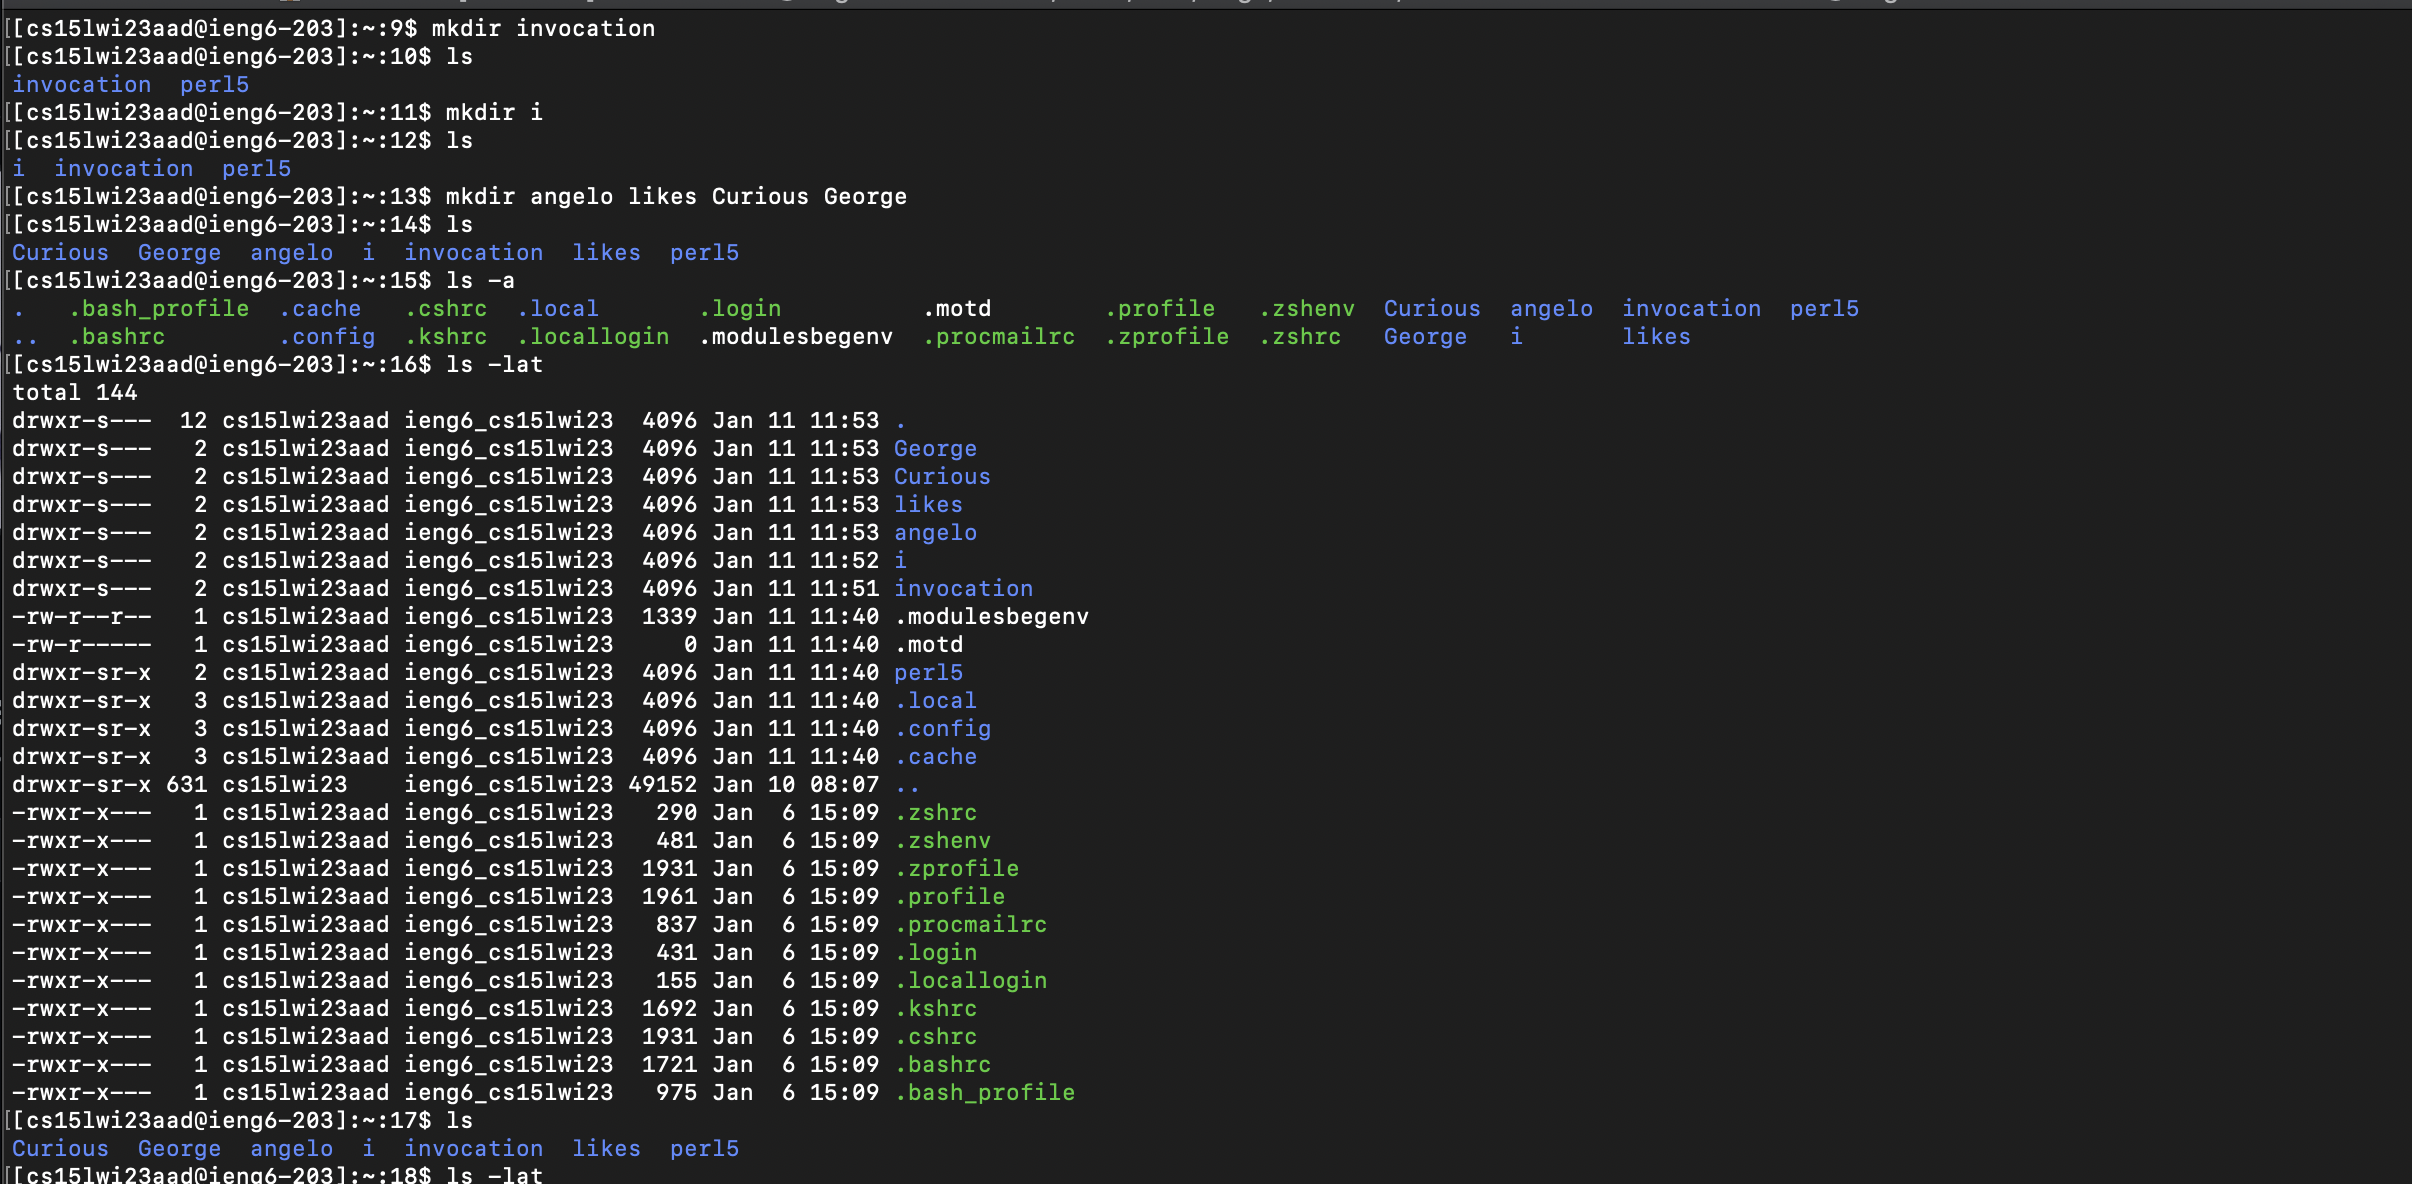 [[cs15lwi23aad@ieng6-203]:~:9$ mkdir invocation
[[cs15lwi23aad@ieng6-203]:~:10$ ls
invocation  perl5
[[cs15lwi23aad@ieng6-203]:~:11$ mkdir i
[[cs15lwi23aad@ieng6-203]:~:12$ ls
i  invocation  perl5
[[cs15lwi23aad@ieng6-203]:~:13$ mkdir angelo likes Curious George
[[cs15lwi23aad@ieng6-203]:~:14$ ls
Curious  George  angelo  i  invocation  likes  perl5
[[cs15lwi23aad@ieng6-203]:~:15$ ls -a
.   .bash_profile  .cache   .cshrc  .local       .login          .motd        .profile   .zshenv  Curious  angelo  invocation  perl5
..  .bashrc        .config  .kshrc  .locallogin  .modulesbegenv  .procmailrc  .zprofile  .zshrc   George   i       likes
[[cs15lwi23aad@ieng6-203]:~:16$ ls -lat
total 144
drwxr-s---  12 cs15lwi23aad ieng6_cs15lwi23  4096 Jan 11 11:53 .
drwxr-s---   2 cs15lwi23aad ieng6_cs15lwi23  4096 Jan 11 11:53 George
drwxr-s---   2 cs15lwi23aad ieng6_cs15lwi23  4096 Jan 11 11:53 Curious
drwxr-s---   2 cs15lwi23aad ieng6_cs15lwi23  4096 Jan 11 11:53 likes
drwxr-s---   2 cs15lwi23aad ieng6_cs15lwi23  4096 Jan 11 11:53 angelo
drwxr-s---   2 cs15lwi23aad ieng6_cs15lwi23  4096 Jan 11 11:52 i
drwxr-s---   2 cs15lwi23aad ieng6_cs15lwi23  4096 Jan 11 11:51 invocation
-rw-r--r--   1 cs15lwi23aad ieng6_cs15lwi23  1339 Jan 11 11:40 .modulesbegenv
-rw-r-----   1 cs15lwi23aad ieng6_cs15lwi23     0 Jan 11 11:40 .motd
drwxr-sr-x   2 cs15lwi23aad ieng6_cs15lwi23  4096 Jan 11 11:40 perl5
drwxr-sr-x   3 cs15lwi23aad ieng6_cs15lwi23  4096 Jan 11 11:40 .local
drwxr-sr-x   3 cs15lwi23aad ieng6_cs15lwi23  4096 Jan 11 11:40 .config
drwxr-sr-x   3 cs15lwi23aad ieng6_cs15lwi23  4096 Jan 11 11:40 .cache
drwxr-sr-x 631 cs15lwi23    ieng6_cs15lwi23 49152 Jan 10 08:07 ..
-rwxr-x---   1 cs15lwi23aad ieng6_cs15lwi23   290 Jan  6 15:09 .zshrc
-rwxr-x---   1 cs15lwi23aad ieng6_cs15lwi23   481 Jan  6 15:09 .zshenv
-rwxr-x---   1 cs15lwi23aad ieng6_cs15lwi23  1931 Jan  6 15:09 .zprofile
-rwxr-x---   1 cs15lwi23aad ieng6_cs15lwi23  1961 Jan  6 15:09 .profile
-rwxr-x---   1 cs15lwi23aad ieng6_cs15lwi23   837 Jan  6 15:09 .procmailrc
-rwxr-x---   1 cs15lwi23aad ieng6_cs15lwi23   431 Jan  6 15:09 .login
-rwxr-x---   1 cs15lwi23aad ieng6_cs15lwi23   155 Jan  6 15:09 .locallogin
-rwxr-x---   1 cs15lwi23aad ieng6_cs15lwi23  1692 Jan  6 15:09 .kshrc
-rwxr-x---   1 cs15lwi23aad ieng6_cs15lwi23  1931 Jan  6 15:09 .cshrc
-rwxr-x---   1 cs15lwi23aad ieng6_cs15lwi23  1721 Jan  6 15:09 .bashrc
-rwxr-x---   1 cs15lwi23aad ieng6_cs15lwi23   975 Jan  6 15:09 .bash_profile
[[cs15lwi23aad@ieng6-203]:~:17$ ls
Curious  George  angelo  i  invocation  likes  perl5
[[cs15lwi23aad@ieng6-203]:~:18$ ls -lat